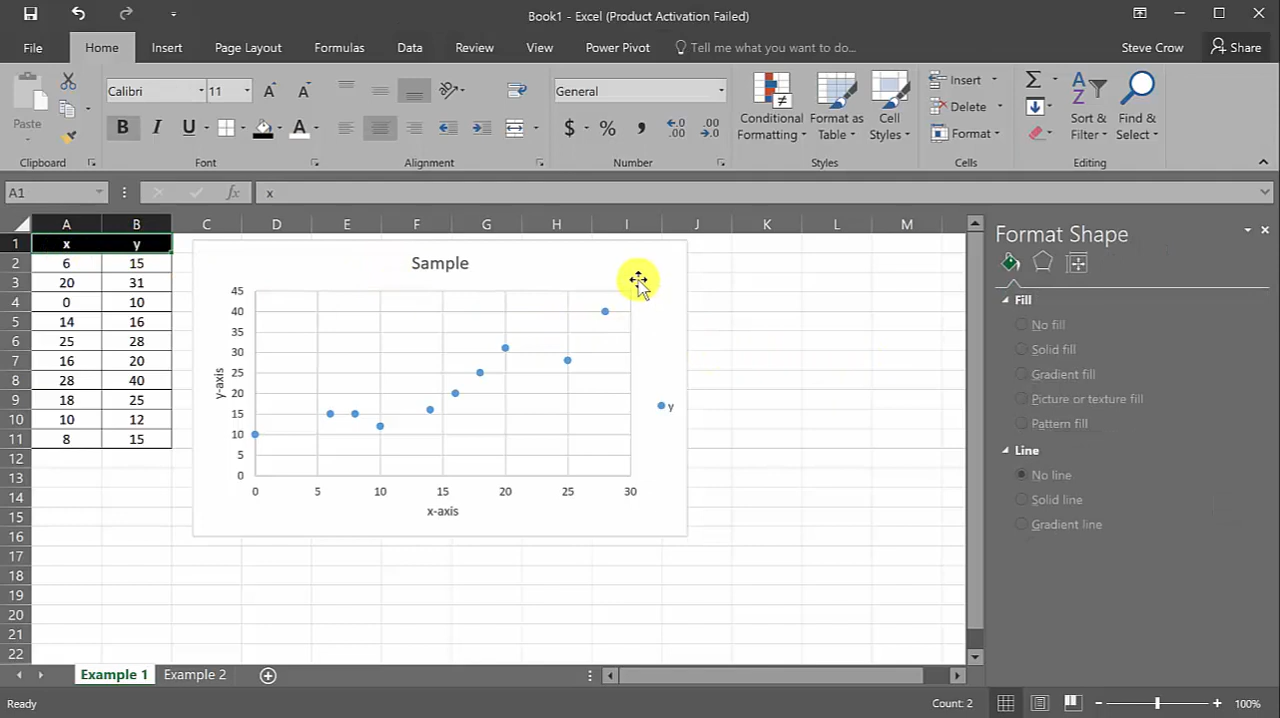 Book1 - Excel (Product Activation Failed)
File Home Insert Page Layout Formulas Data Review View Power Pivot Tell me what you want to do... Steve Crow Share
Paste
Calibri 11
B I U A
General
$ % , .0 .00 .00 .0
Conditional Formatting
Format as Table
Cell Styles
Insert
Delete
Format
Sort & Filter
Find & Select
Clipboard Font Alignment Number Styles Cells Editing
A1 fx x
A B C D E F G H I J K L M
1 x y
2 6 15
3 20 31
4 0 10
5 14 16
6 25 28
7 16 20
8 28 40
9 18 25
10 10 12
11 8 15
12
13
14
15
16
17
18
19
20
21
22
Sample
45
40
35
30
25
20
15
10
5
0
y-axis
0 5 10 15 20 25 30
x-axis
y
Format Shape
Fill
No fill
Solid fill
Gradient fill
Picture or texture fill
Pattern fill
Line
No line
Solid line
Gradient line
Example 1 Example 2
Ready Count: 2 100%